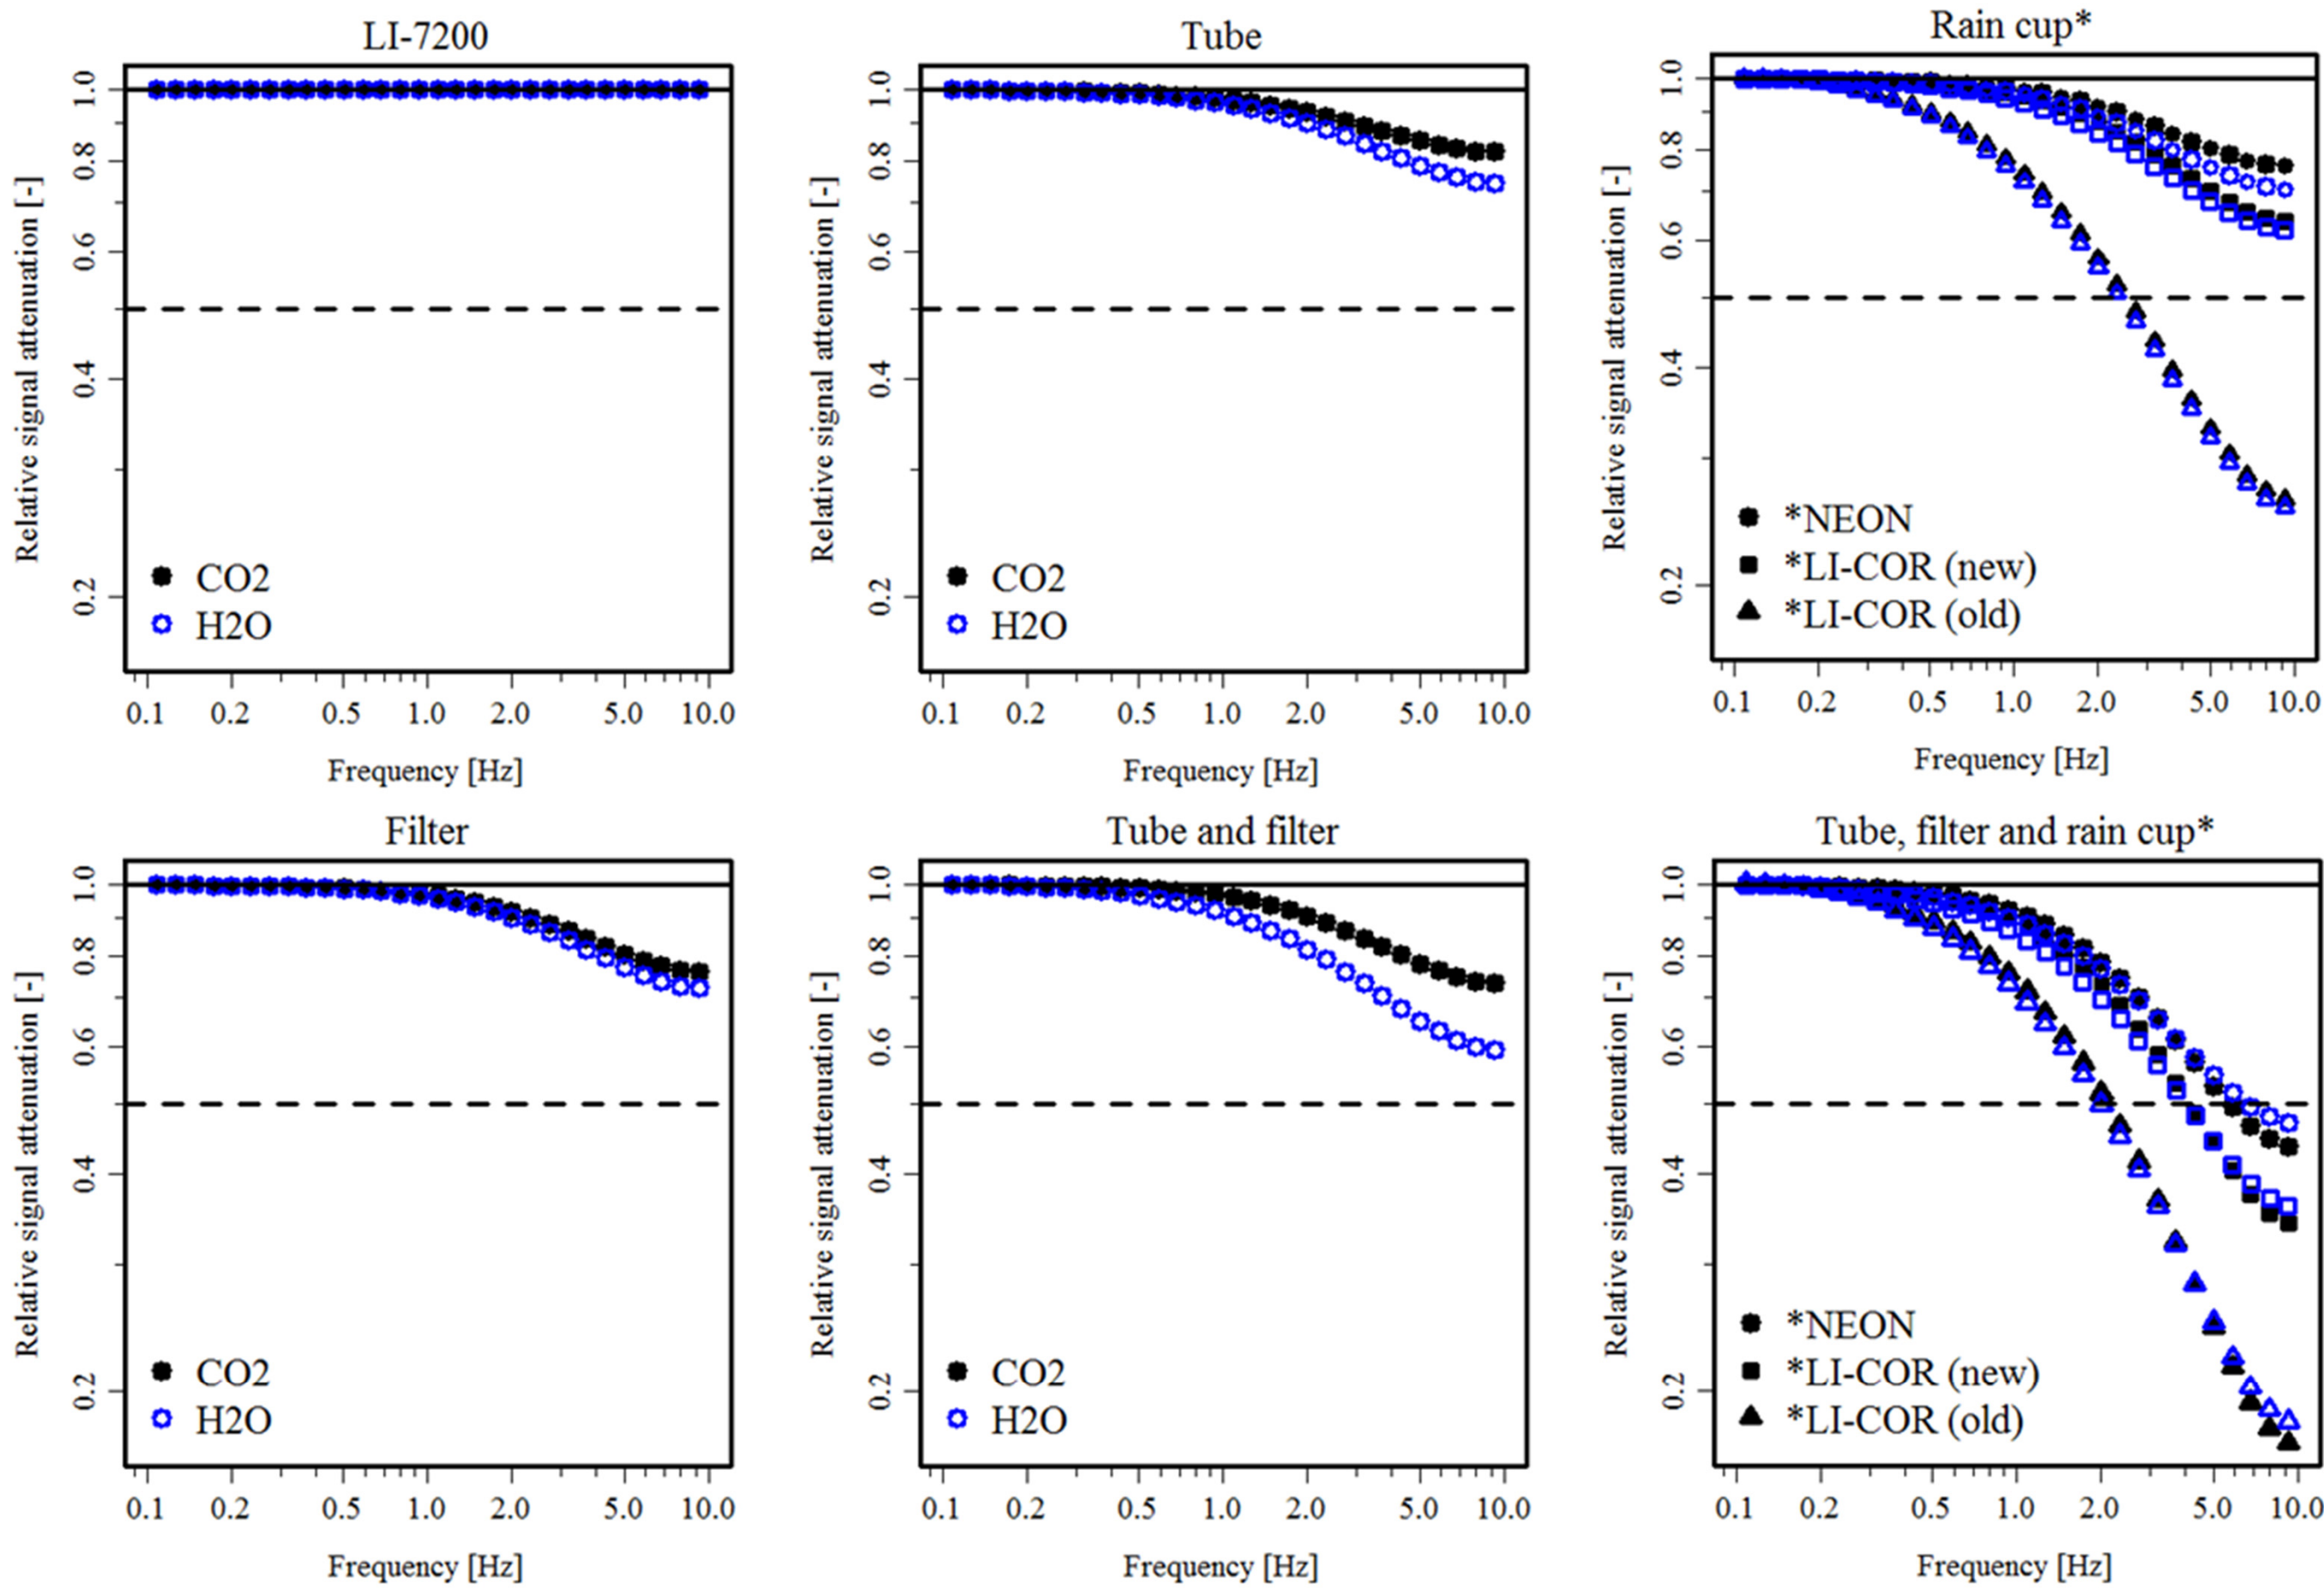 LI-7200
Relative signal attenuation [-]
1.0
0.8
0.6
0.4
0.2
CO2
H2O
0.1 0.2 0.5 1.0 2.0 5.0 10.0
Frequency [Hz]
Tube
Relative signal attenuation [-]
1.0
0.8
0.6
0.4
0.2
CO2
H2O
0.1 0.2 0.5 1.0 2.0 5.0 10.0
Frequency [Hz]
Rain cup*
Relative signal attenuation [-]
1.0
0.8
0.6
0.4
0.2
*NEON
*LI-COR (new)
*LI-COR (old)
0.1 0.2 0.5 1.0 2.0 5.0 10.0
Frequency [Hz]
Filter
Relative signal attenuation [-]
1.0
0.8
0.6
0.4
0.2
CO2
H2O
0.1 0.2 0.5 1.0 2.0 5.0 10.0
Frequency [Hz]
Tube and filter
Relative signal attenuation [-]
1.0
0.8
0.6
0.4
0.2
CO2
H2O
0.1 0.2 0.5 1.0 2.0 5.0 10.0
Frequency [Hz]
Tube, filter and rain cup*
Relative signal attenuation [-]
1.0
0.8
0.6
0.4
0.2
*NEON
*LI-COR (new)
*LI-COR (old)
0.1 0.2 0.5 1.0 2.0 5.0 10.0
Frequency [Hz]